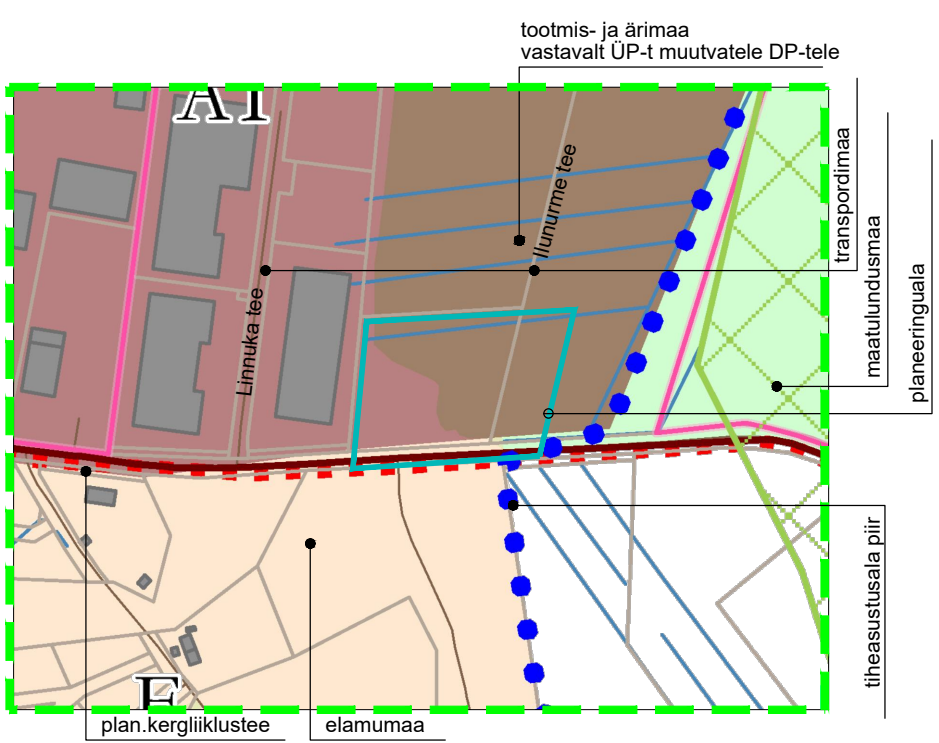 tootmis- ja ärimaa
vastavalt ÜP-t muutvatele DP-tele
transpordimaa
maatulundusmaa
planeeringuala
Ilunurme tee
Linnuka tee
tiheasustusala piir
plan.kergliiklustee
elamumaa